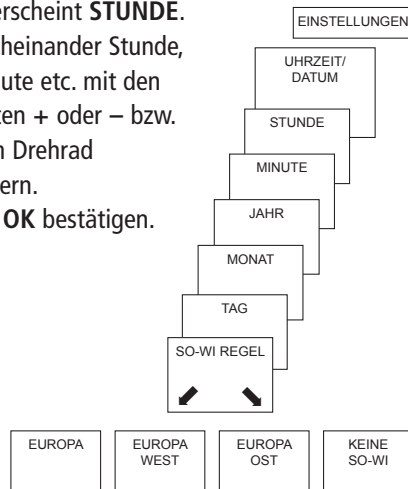 erscheint STUNDE.
heinander Stunde,
ute etc. mit den
ten + oder – bzw.
n Drehrad
ern.
OK bestätigen.
EINSTELLUNGEN
UHRZEIT/
DATUM
STUNDE
MINUTE
JAHR
MONAT
TAG
SO-WI REGEL
EUROPA
EUROPA
WEST
EUROPA
OST
KEINE
SO-WI